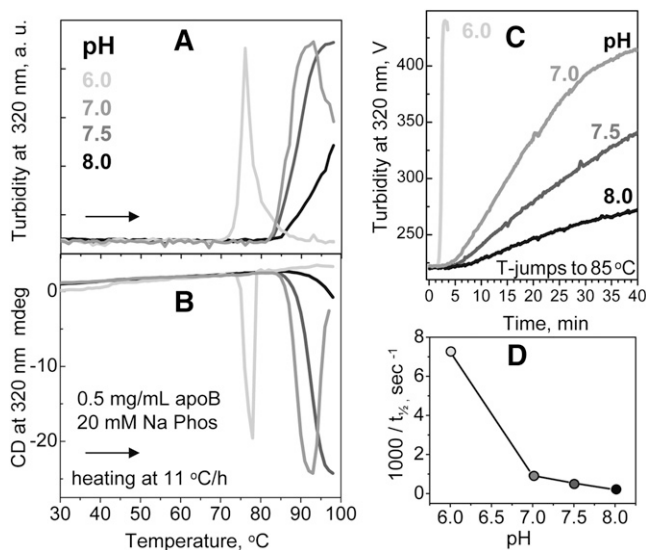 A
pH
6.0
7.0
7.5
8.0
Turbidity at 320 nm, a. u.
B
0
-10
-20
CD at 320 nm mdeg
0.5 mg/mL apoB
20 mM Na Phos
heating at 11 °C/h
30 40 50 60 70 80 90 100
Temperature, °C
6.0 C pH
7.0
7.5
8.0
400
350
300
250
Turbidity at 320 nm, V
T-jumps to 85 °C
0 5 10 15 20 25 30 35 40
Time, min
D
8
6
4
2
0
1000 / t½, sec -1
6.0 6.5 7.0 7.5 8.0
pH